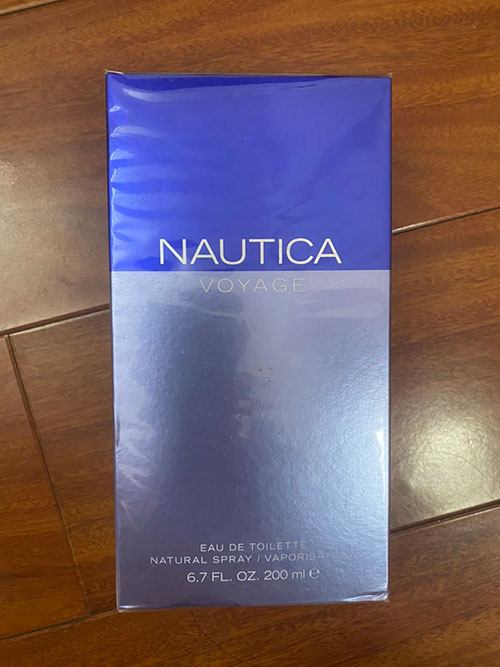 NAUTICA
VOYAGE
EAU DE TOILETTE
NATURAL SPRAY /
6.7 FL. OZ. 200 ml ℮